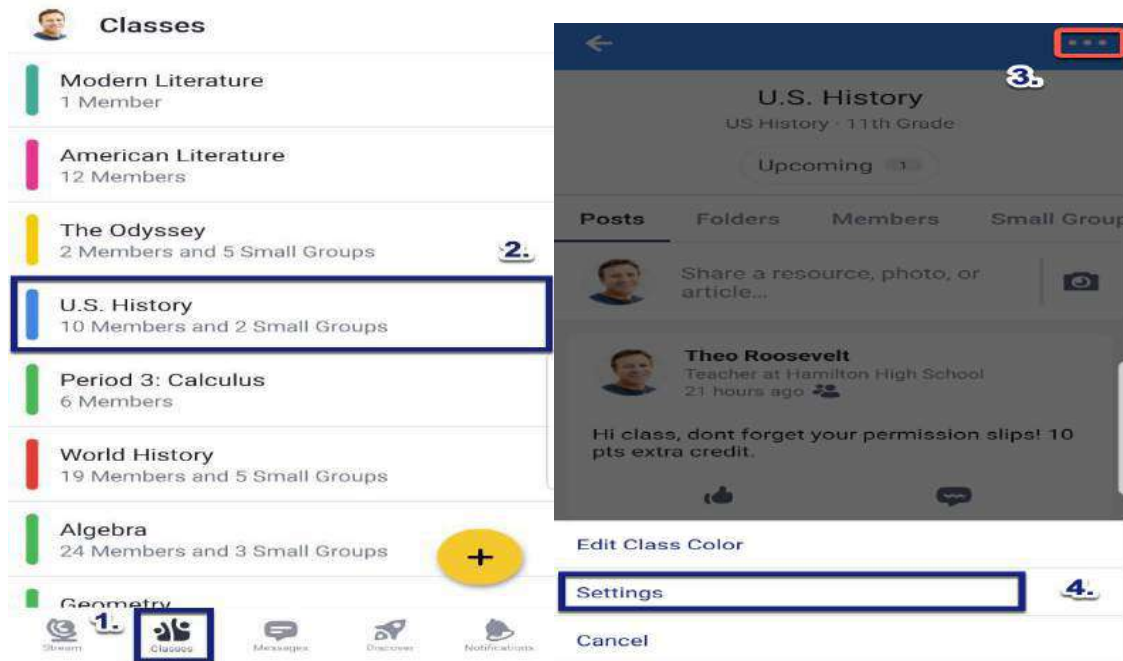 Classes
Modern Literature
1 Member
American Literature
12 Members
The Odyssey
2 Members and 5 Small Groups
2.
U.S. History
10 Members and 2 Small Groups
Period 3: Calculus
6 Members
World History
19 Members and 5 Small Groups
Algebra
24 Members and 3 Small Groups
+
Geometry
1.
Stream
Classes
Messages
Discover
Notifications
3.
U.S. History
US History · 11th Grade
Upcoming 1
Posts Folders Members Small Group
Share a resource, photo, or
article...
Theo Roosevelt
Teacher at Hamilton High School
21 hours ago
Hi class, dont forget your permission slips! 10
pts extra credit.
Edit Class Color
Settings
4.
Cancel